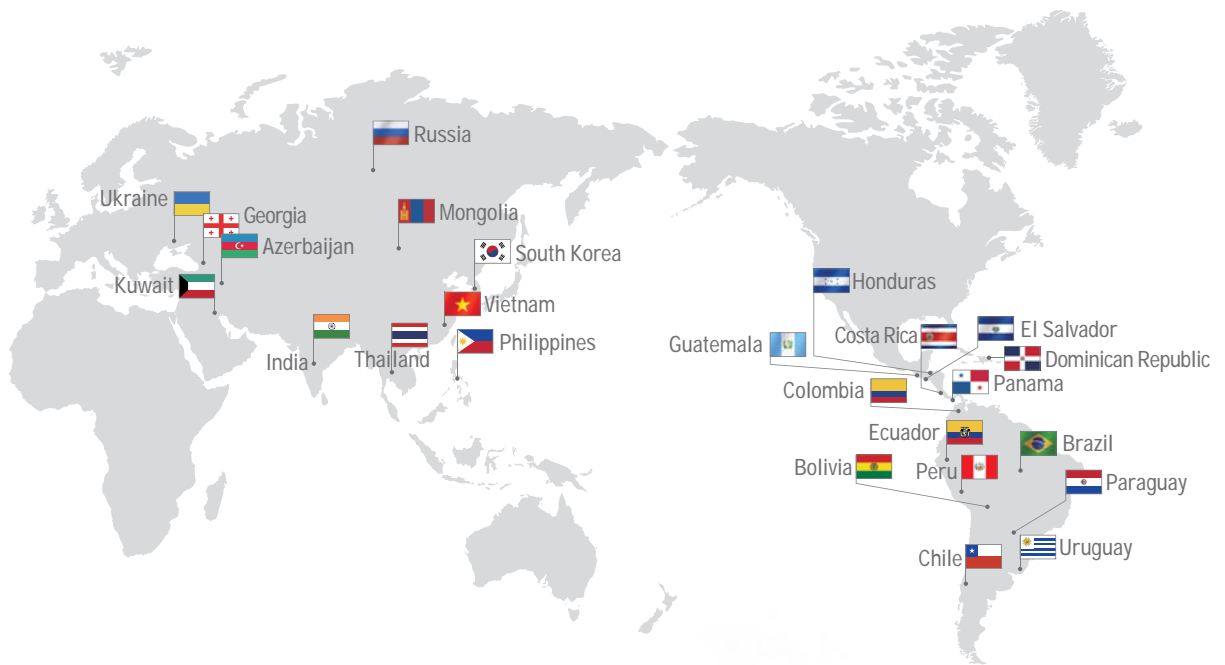 Russia
Ukraine
Georgia
Mongolia
Azerbaijan
South Korea
Kuwait
Vietnam
India
Thailand
Philippines
Honduras
Guatemala
Costa Rica
El Salvador
Dominican Republic
Colombia
Panama
Ecuador
Brazil
Bolivia
Peru
Paraguay
Chile
Uruguay